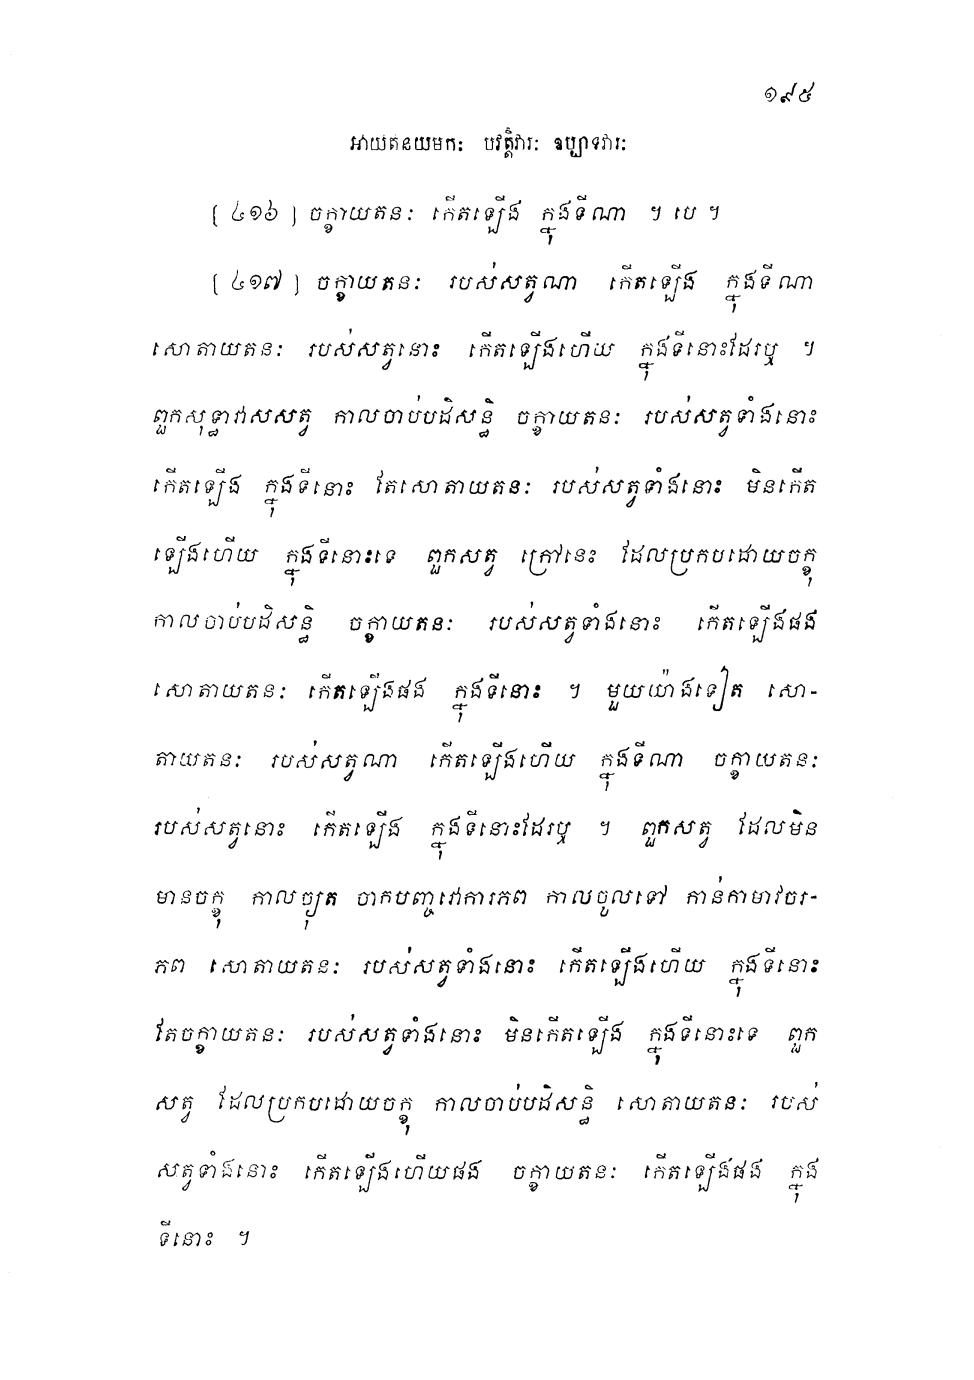 ១៩៥
អាយតនយមកៈ បវត្តិវារៈ ឧប្បាទវារៈ
[ ៤១៦ ] ចក្ខាយតនៈ កើតឡើង ក្នុងទីណា ។ បេ ។
[ ៤១៧ ] ចក្ខាយតនៈ របស់សត្វណា កើតឡើង ក្នុងទីណា
សោតាយតនៈ របស់សត្វនោះ កើតឡើងហើយ ក្នុងទីនោះដែរឬ ។
ពួកសុទ្ធាវាសសត្វ កាលចាប់បដិសន្ធិ ចក្ខាយតនៈ របស់សត្វទាំងនោះ
កើតឡើង ក្នុងទីនោះ តែសោតាយតនៈ របស់សត្វទាំងនោះ មិនកើត
ឡើងហើយ ក្នុងទីនោះទេ ពួកសត្វ ក្រៅនេះ ដែលប្រកបដោយចក្ខុ
កាលចាប់បដិសន្ធិ ចក្ខាយតនៈ របស់សត្វទាំងនោះ កើតឡើងផង
សោតាយតនៈ កើតឡើងផង ក្នុងទីនោះ ។ មួយយ៉ាងទៀត សោ-
តាយតនៈ របស់សត្វណា កើតឡើងហើយ ក្នុងទីណា ចក្ខាយតនៈ
របស់សត្វនោះ កើតឡើង ក្នុងទីនោះដែរឬ ។ ពួកសត្វ ដែលមិន
មានចក្ខុ កាលច្យុត ចាកបញ្ចវោការភព កាលចូលទៅ កាន់កាមាវចរ-
ភព សោតាយតនៈ របស់សត្វទាំងនោះ កើតឡើងហើយ ក្នុងទីនោះ
តែចក្ខាយតនៈ របស់សត្វទាំងនោះ មិនកើតឡើង ក្នុងទីនោះទេ ពួក
សត្វ ដែលប្រកបដោយចក្ខុ កាលចាប់បដិសន្ធិ សោតាយតនៈ របស់
សត្វទាំងនោះ កើតឡើងហើយផង ចក្ខាយតនៈ កើតឡើងផង ក្នុង
ទីនោះ ។